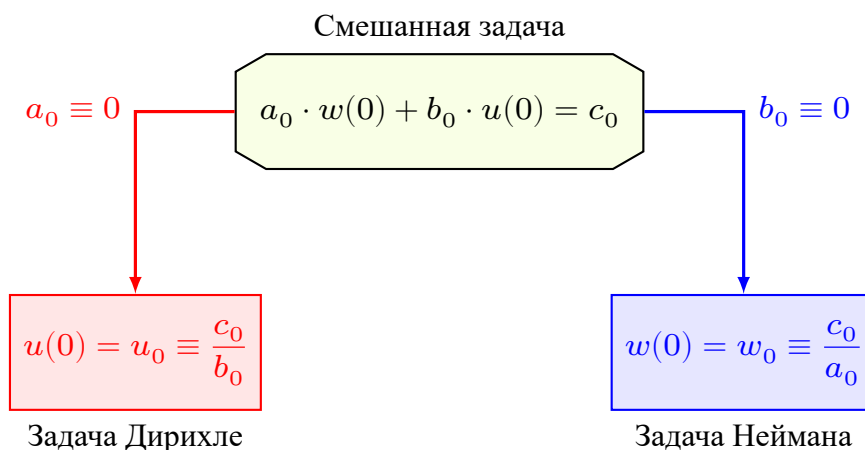 Смешанная задача
a₀ ≡ 0
a₀ · w(0) + b₀ · u(0) = c₀
b₀ ≡ 0
u(0) = u₀ ≡ c₀/b₀
w(0) = w₀ ≡ c₀/a₀
Задача Дирихле
Задача Неймана